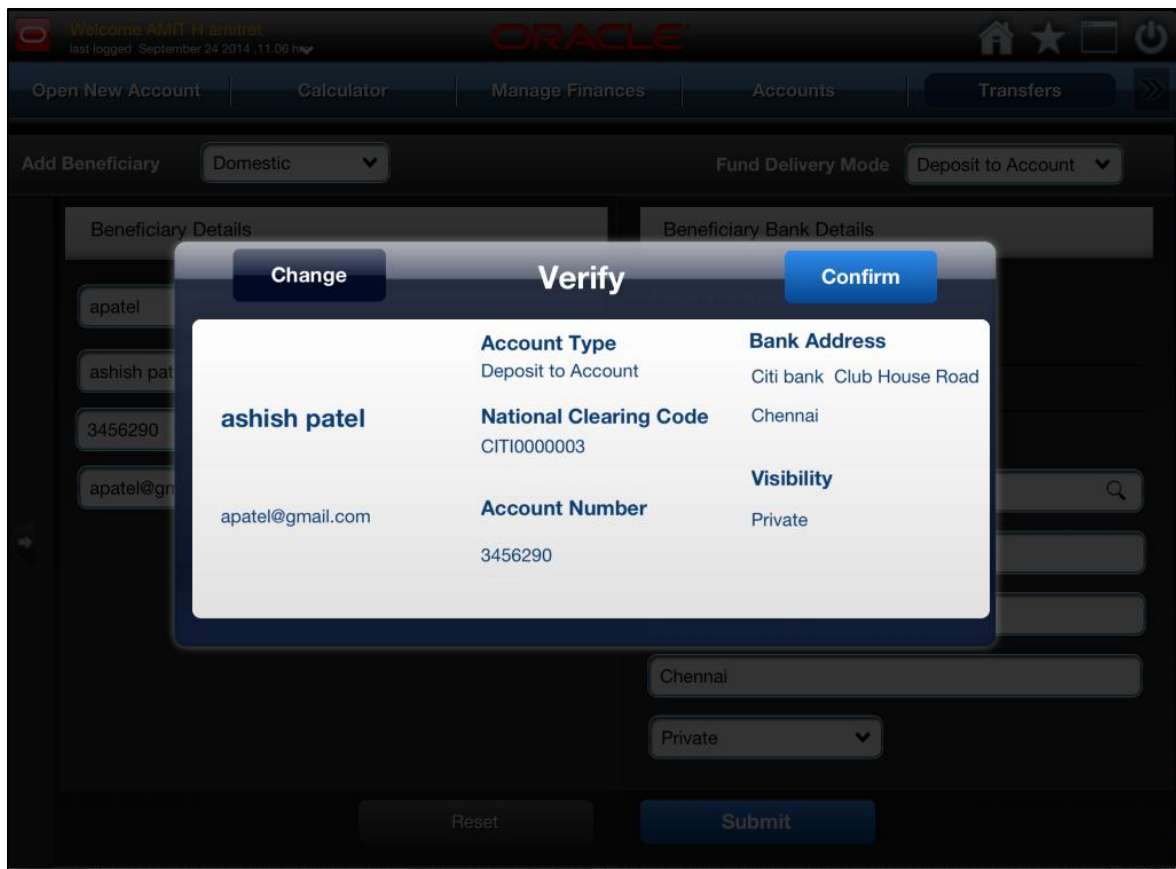 Welcome AMIT H amitrel
last logged September 24 2014 ,11.06 hrs
ORACLE
Open New Account
Calculator
Manage Finances
Accounts
Transfers
Add Beneficiary
Domestic
Fund Delivery Mode
Deposit to Account
Beneficiary Details
Beneficiary Bank Details
Change
Verify
Confirm
apatel
ashish pat
3456290
apatel@gm
ashish patel
apatel@gmail.com
Account Type
Deposit to Account
National Clearing Code
CITI0000003
Account Number
3456290
Bank Address
Citi bank Club House Road
Chennai
Visibility
Private
Chennai
Private
Reset
Submit